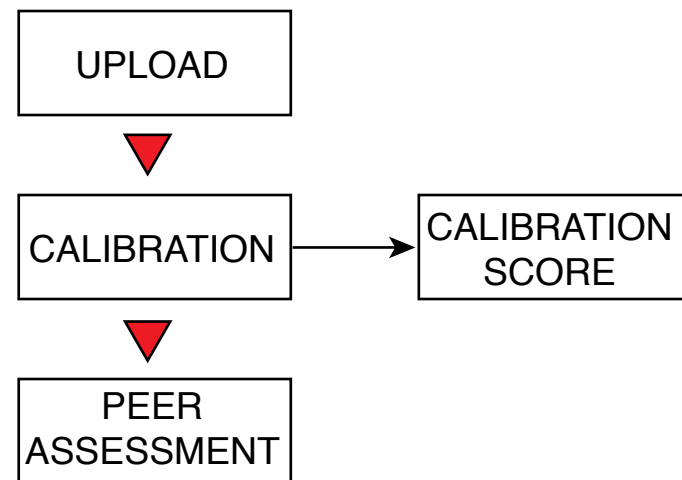 UPLOAD
CALIBRATION
CALIBRATION
SCORE
PEER
ASSESSMENT